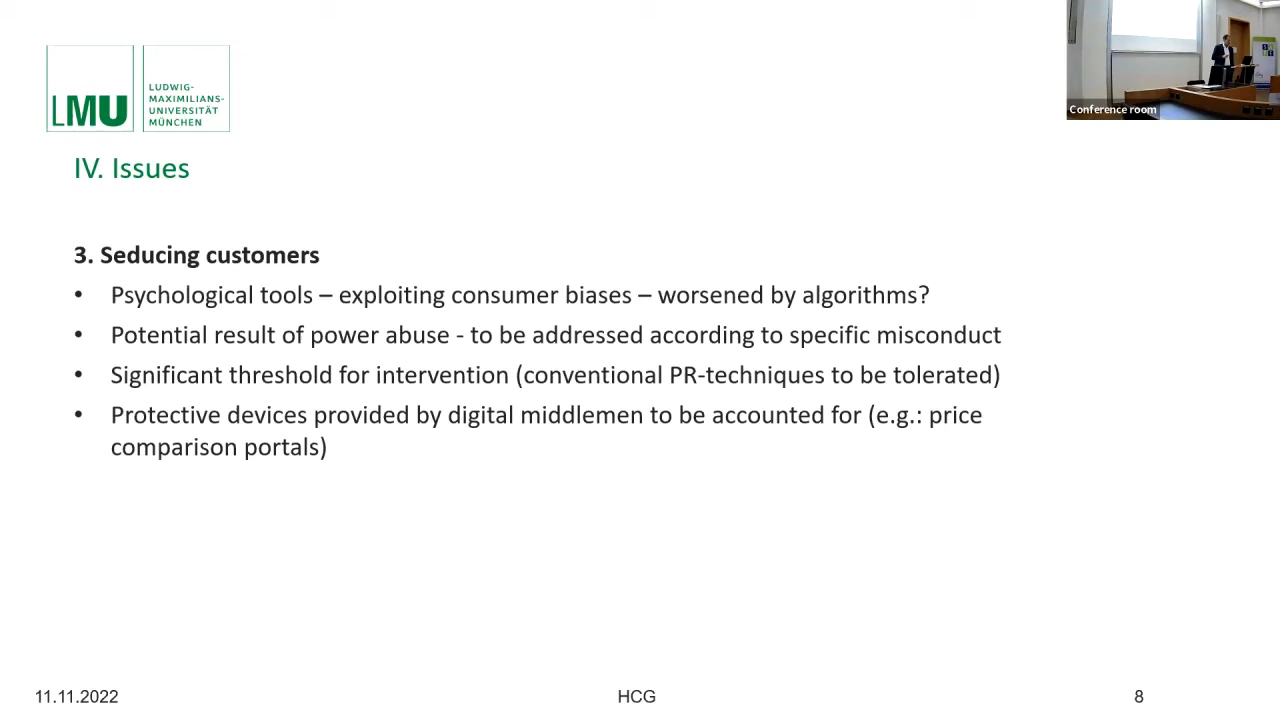 LMU
LUDWIG-
MAXIMILIANS-
UNIVERSITÄT
MÜNCHEN
Conference room
IV. Issues
3. Seducing customers
• Psychological tools – exploiting consumer biases – worsened by algorithms?
• Potential result of power abuse - to be addressed according to specific misconduct
• Significant threshold for intervention (conventional PR-techniques to be tolerated)
• Protective devices provided by digital middlemen to be accounted for (e.g.: price
comparison portals)
11.11.2022
HCG
8